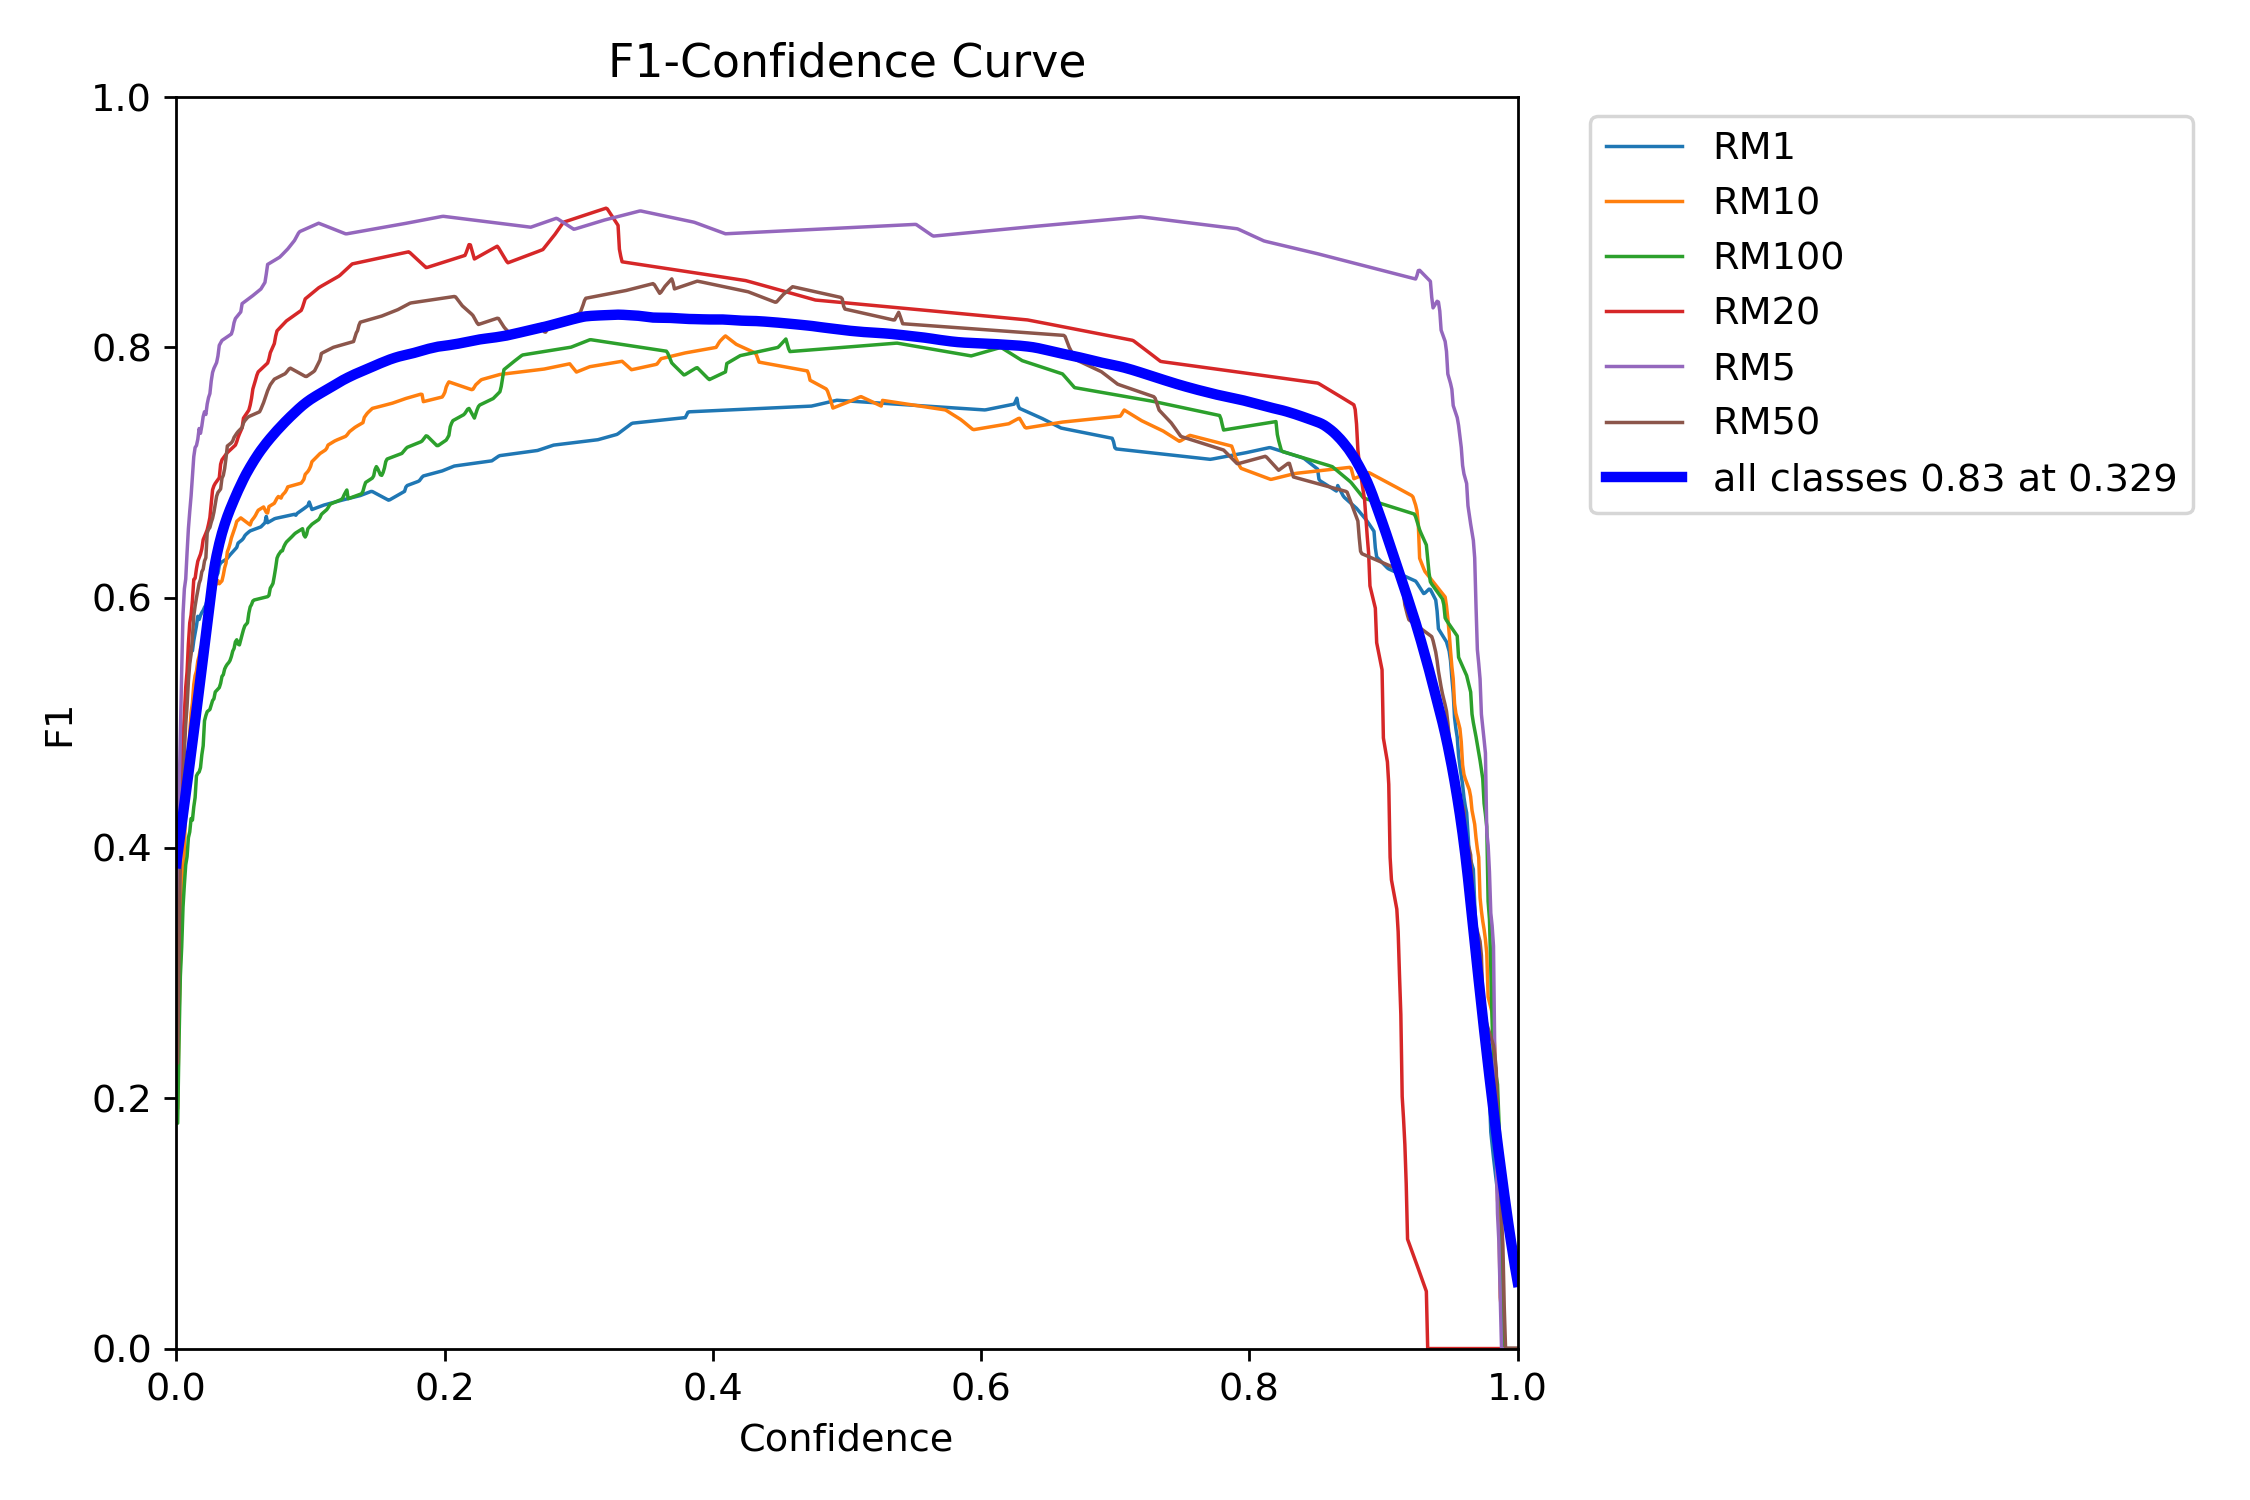 F1-Confidence Curve
1.0
0.8
0.6
0.4
0.2
0.0
F1
0.0 0.2 0.4 0.6 0.8 1.0
Confidence
RM1
RM10
RM100
RM20
RM5
RM50
all classes 0.83 at 0.329